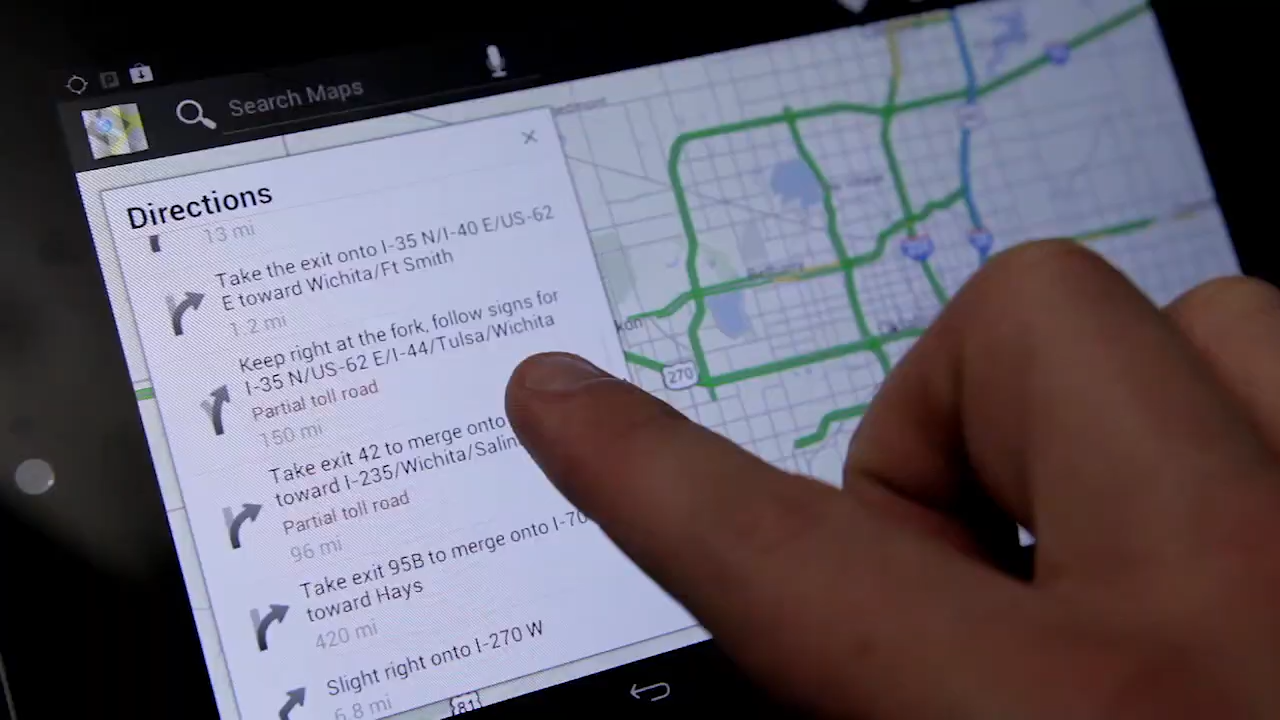 Search Maps
Directions
13 mi
Take the exit onto I-35 N/I-40 E/US-62
E toward Wichita/Ft Smith
1.2 mi
Keep right at the fork, follow signs for
I-35 N/US-62 E/I-44/Tulsa/Wichita
Partial toll road
150 mi
Take exit 42 to merge onto
toward I-235/Wichita/Salin
Partial toll road
96 mi
Take exit 95B to merge onto I-70
toward Hays
420 mi
Slight right onto I-270 W
6.8 mi
270
81